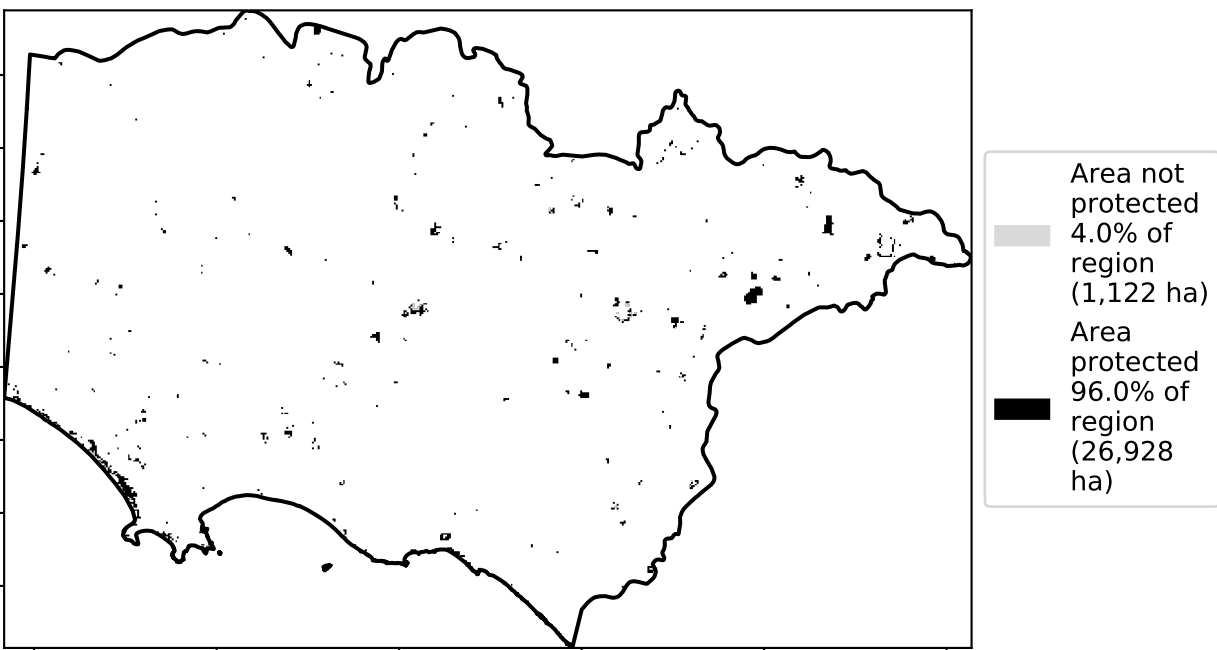 Area not
protected
4.0% of
region
(1,122 ha)
Area
protected
96.0% of
region
(26,928
ha)